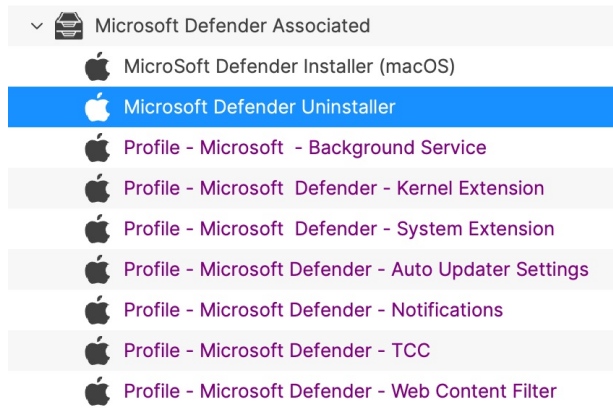 Microsoft Defender Associated
MicroSoft Defender Installer (macOS)
Microsoft Defender Uninstaller
Profile - Microsoft  - Background Service
Profile - Microsoft  Defender - Kernel Extension
Profile - Microsoft  Defender - System Extension
Profile - Microsoft Defender - Auto Updater Settings
Profile - Microsoft Defender - Notifications
Profile - Microsoft Defender - TCC
Profile - Microsoft Defender - Web Content Filter